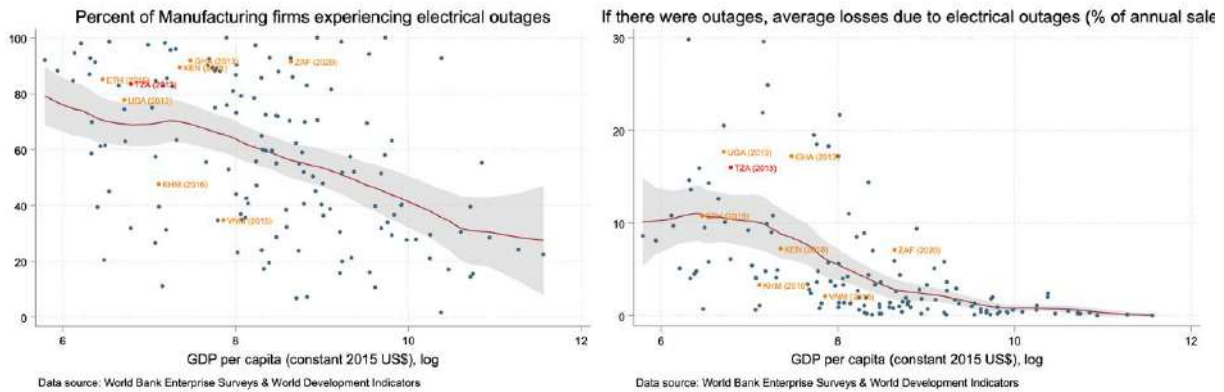 Percent of Manufacturing firms experiencing electrical outages
100
80
60
40
20
0
GHA (2013)
KEN (2018)
ZAF (2020)
ETH (2015)
TZA (2013)
UGA (2013)
KHM (2016)
VNM (2015)
6
8
10
12
GDP per capita (constant 2015 US$), log
Data source: World Bank Enterprise Surveys & World Development Indicators
If there were outages, average losses due to electrical outages (% of annual sale
30
20
10
0
UGA (2013)
GHA (2013)
TZA (2013)
KEN (2018)
ZAF (2020)
KHM (2016)
VNM (2015)
6
8
10
12
GDP per capita (constant 2015 US$), log
Data source: World Bank Enterprise Surveys & World Development Indicators